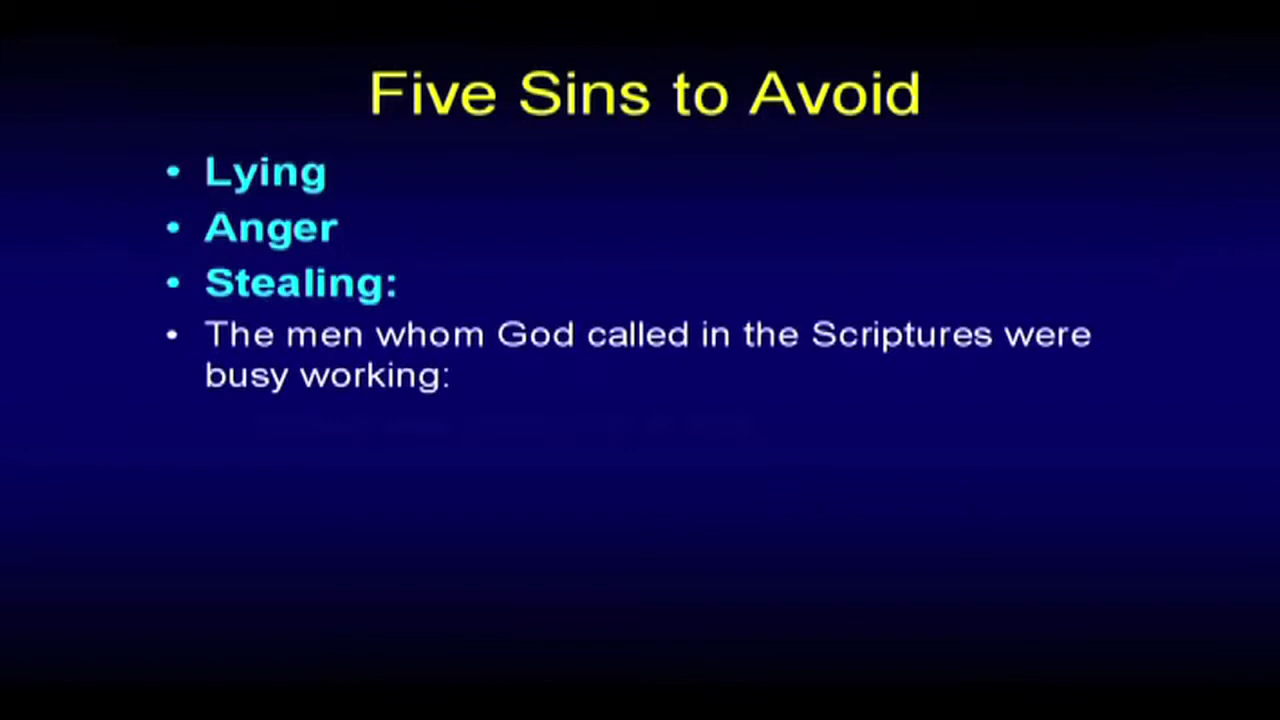 Five Sins to Avoid
• Lying
• Anger
• Stealing:
• The men whom God called in the Scriptures were
busy working: